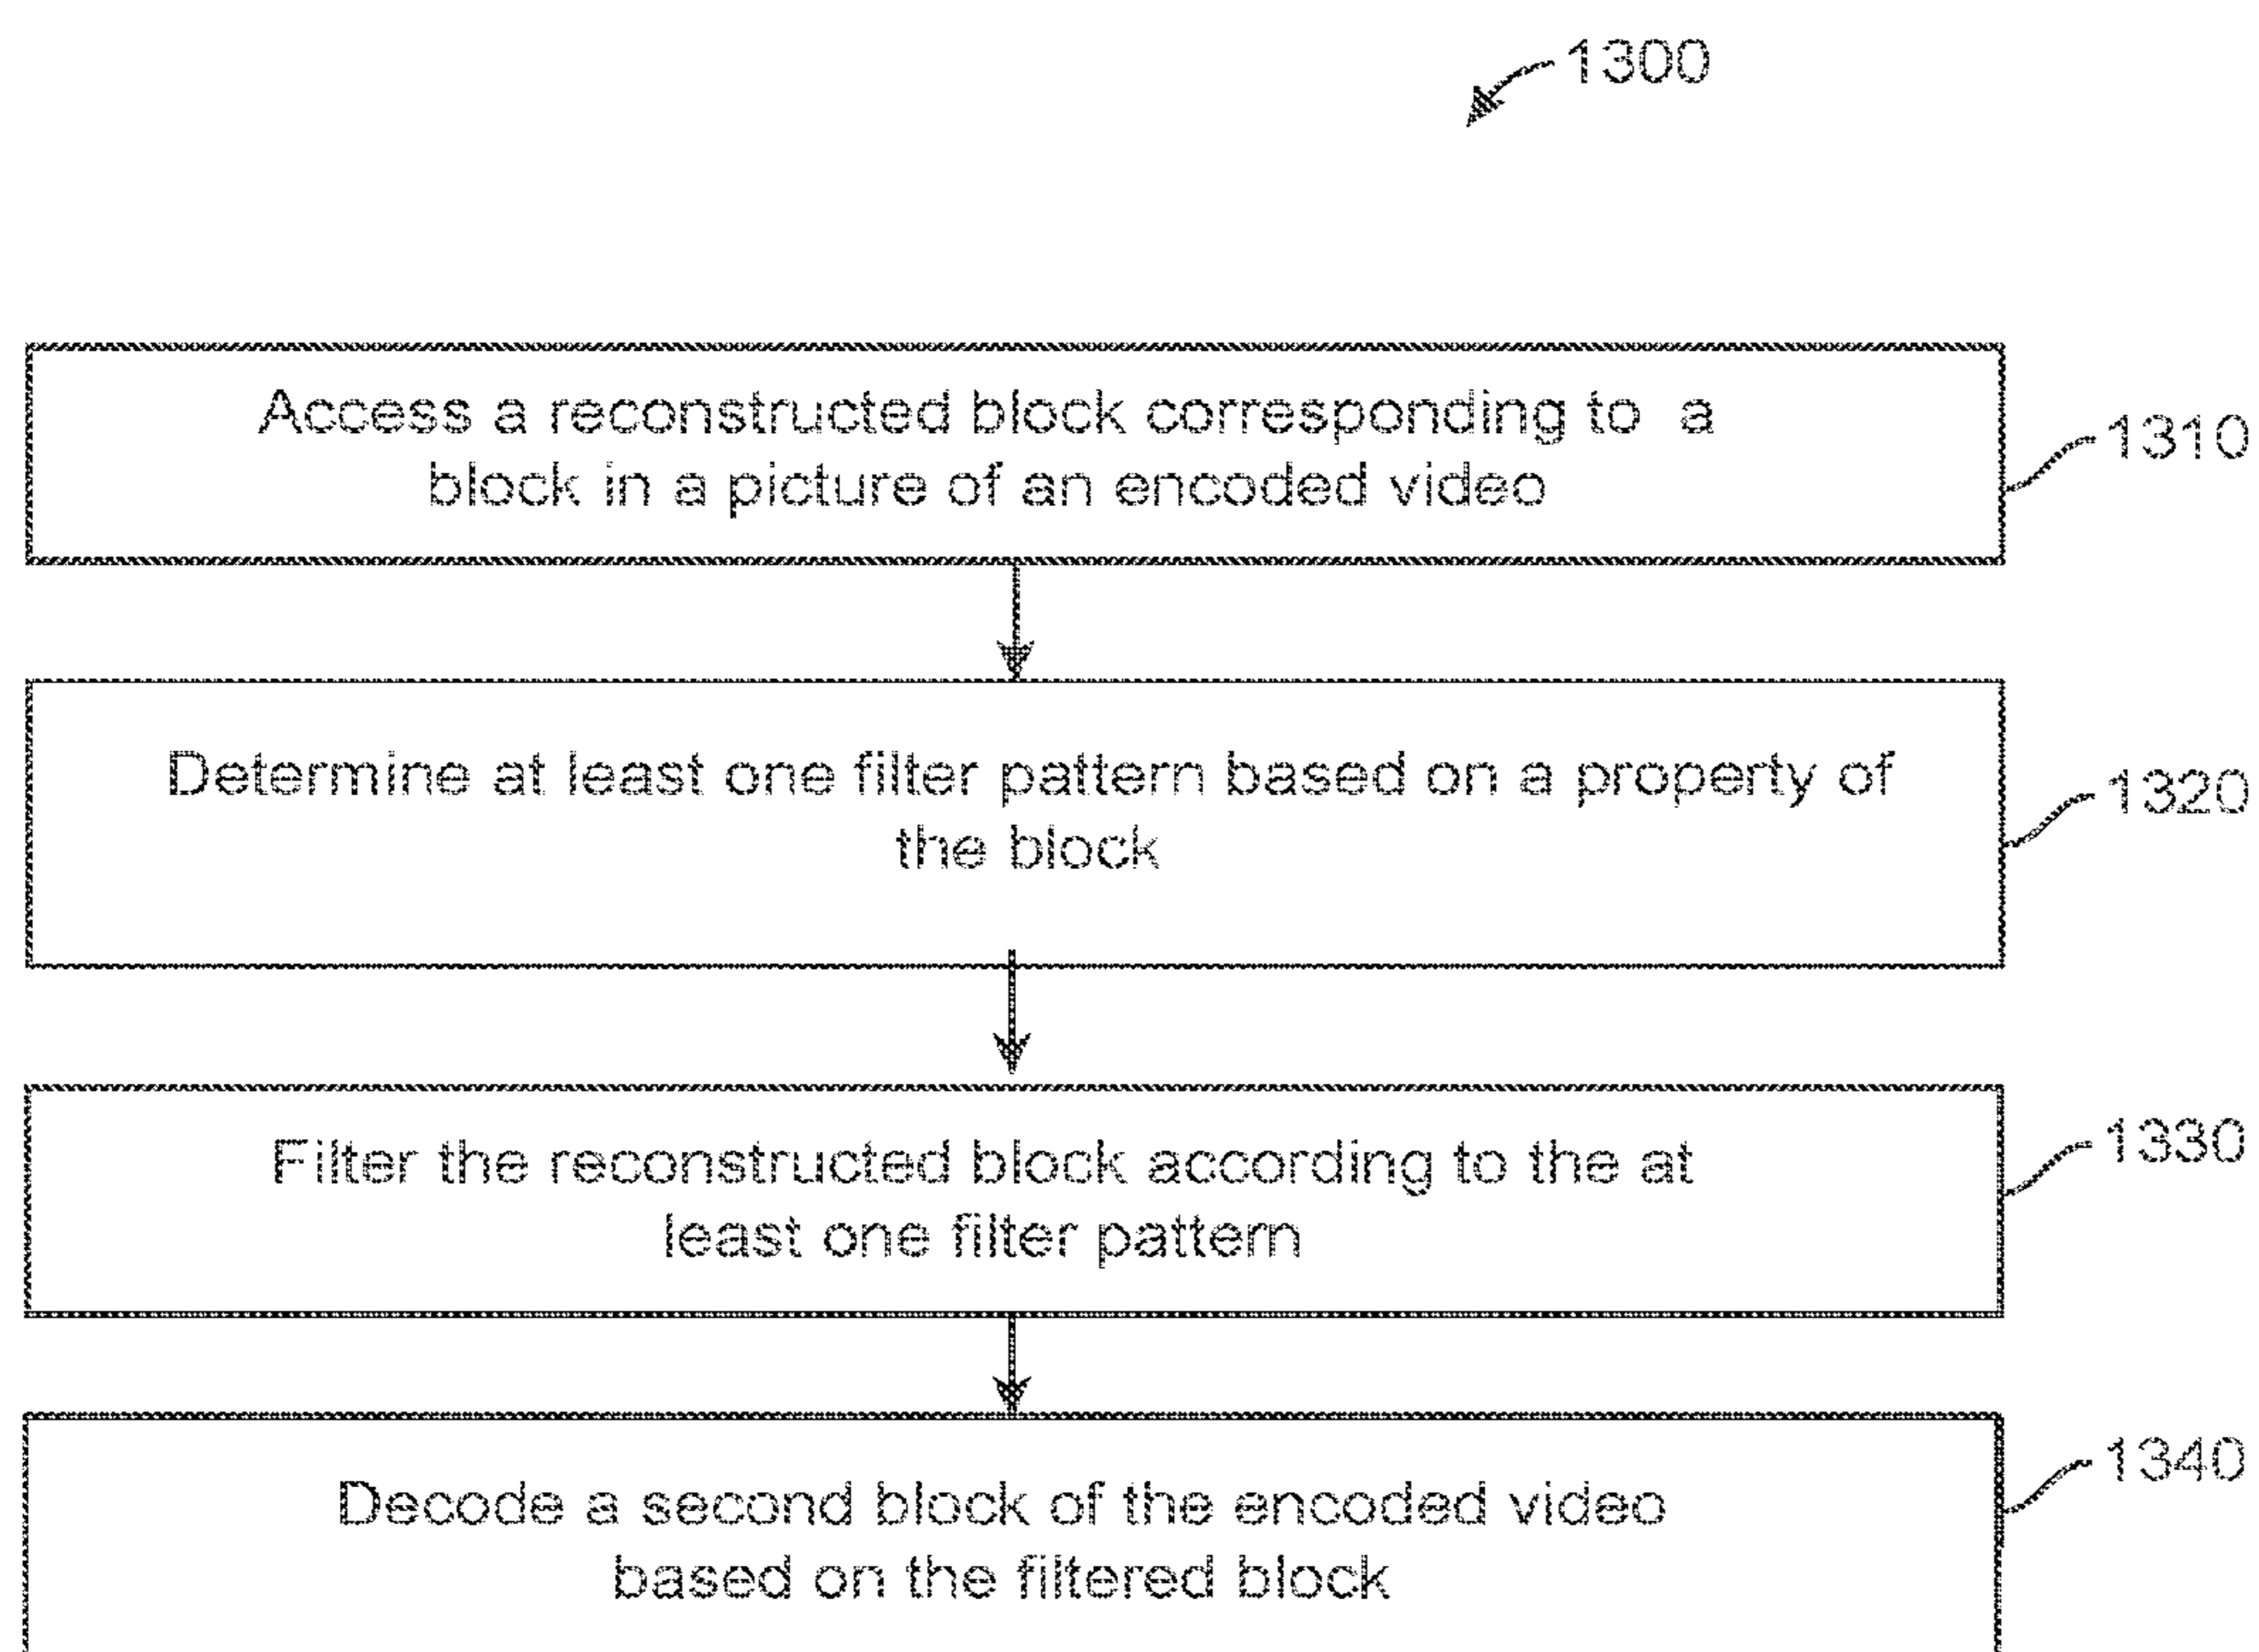 1300
Access a reconstructed block corresponding to a
block in a picture of an encoded video
1310
Determine at least one filter pattern based on a property of
the block
1320
Filter the reconstructed block according to the at
least one filter pattern
1330
Decode a second block of the encoded video
based on the filtered block
1340